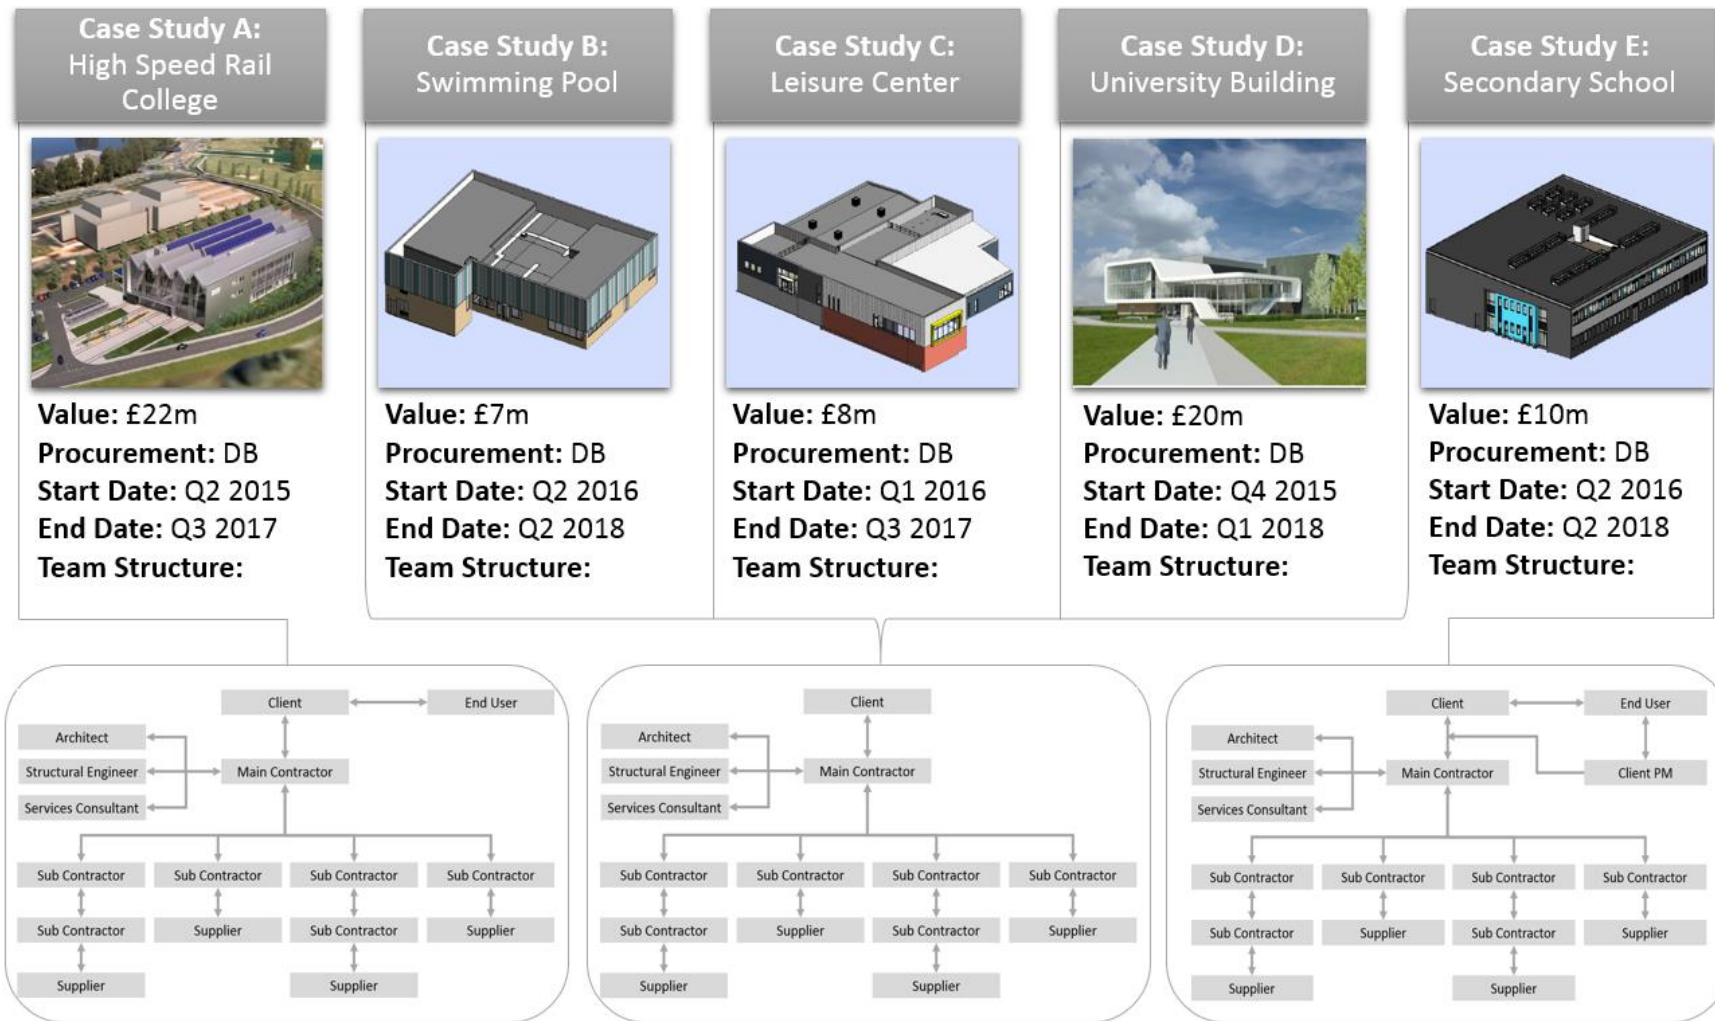 Case Study A:
High Speed Rail
College
Case Study B:
Swimming Pool
Case Study C:
Leisure Center
Case Study D:
University Building
Case Study E:
Secondary School
Value: £22m
Procurement: DB
Start Date: Q2 2015
End Date: Q3 2017
Team Structure:
Value: £7m
Procurement: DB
Start Date: Q2 2016
End Date: Q2 2018
Team Structure:
Value: £8m
Procurement: DB
Start Date: Q1 2016
End Date: Q3 2017
Team Structure:
Value: £20m
Procurement: DB
Start Date: Q4 2015
End Date: Q1 2018
Team Structure:
Value: £10m
Procurement: DB
Start Date: Q2 2016
End Date: Q2 2018
Team Structure:
Client
End User
Architect
Structural Engineer
Main Contractor
Services Consultant
Sub Contractor
Sub Contractor
Sub Contractor
Sub Contractor
Sub Contractor
Supplier
Sub Contractor
Supplier
Supplier
Supplier
Client
Architect
Structural Engineer
Main Contractor
Services Consultant
Sub Contractor
Sub Contractor
Sub Contractor
Sub Contractor
Sub Contractor
Supplier
Sub Contractor
Supplier
Supplier
Supplier
Client
End User
Architect
Structural Engineer
Main Contractor
Client PM
Services Consultant
Sub Contractor
Sub Contractor
Sub Contractor
Sub Contractor
Sub Contractor
Supplier
Sub Contractor
Supplier
Supplier
Supplier